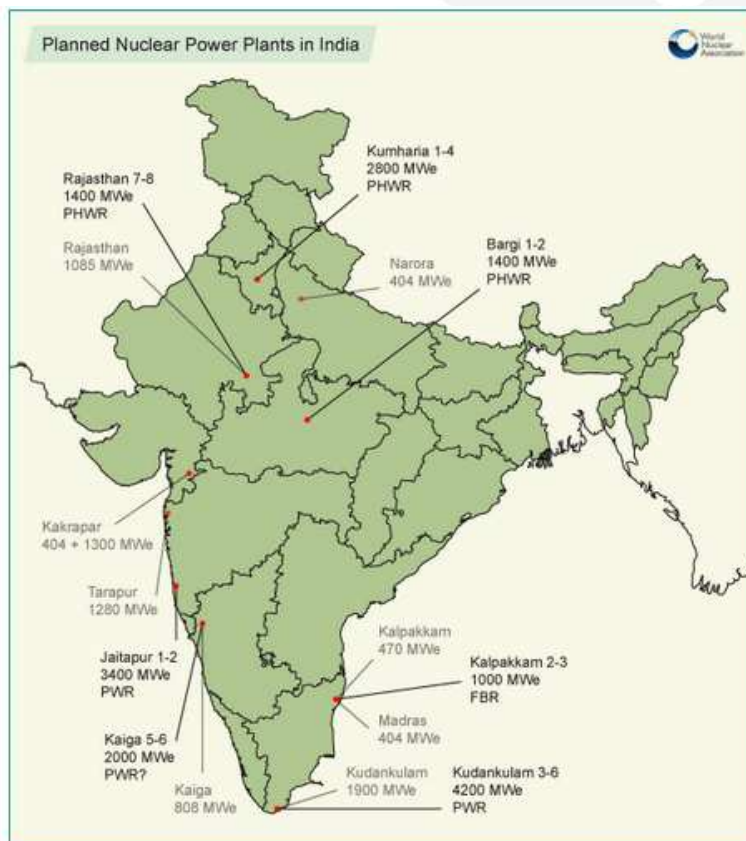 Planned Nuclear Power Plants in India
World
Nuclear
Association
Kumharia 1-4
2800 MWe
PHWR
Rajasthan 7-8
1400 MWe
PHWR
Rajasthan
1085 MWe
Narora
404 MWe
Bargi 1-2
1400 MWe
PHWR
Kakrapar
404 + 1300 MWe
Tarapur
1280 MWe
Jaitapur 1-2
3400 MWe
PWR
Kaiga 5-6
2000 MWe
PWR?
Kaiga
808 MWe
Kalpakkam
470 MWe
Kalpakkam 2-3
1000 MWe
FBR
Madras
404 MWe
Kudankulam
1900 MWe
Kudankulam 3-6
4200 MWe
PWR